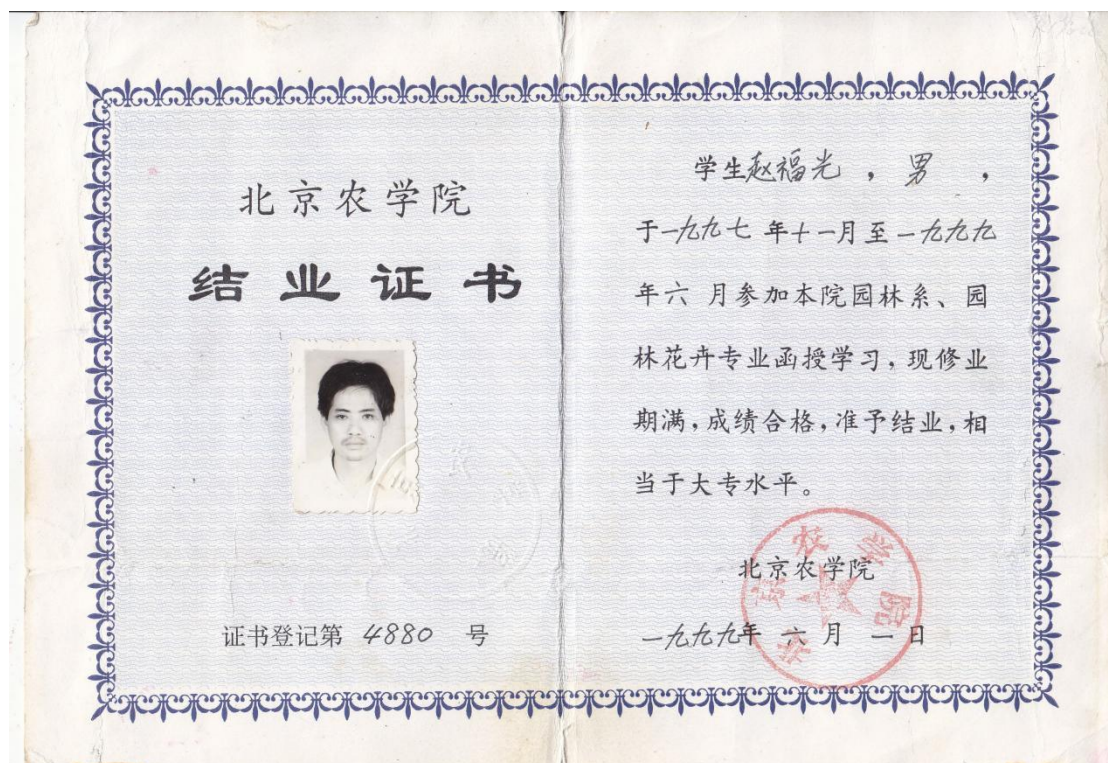 北京农学院
结业证书
证书登记第 4880 号
学生赵福光，男，
于一九九七年十一月至一九九九
年六月参加本院园林系、园
林花卉专业函授学习，现修业
期满，成绩合格，准予结业，相
当于大专水平。
北京农学院
一九九九年六月一日